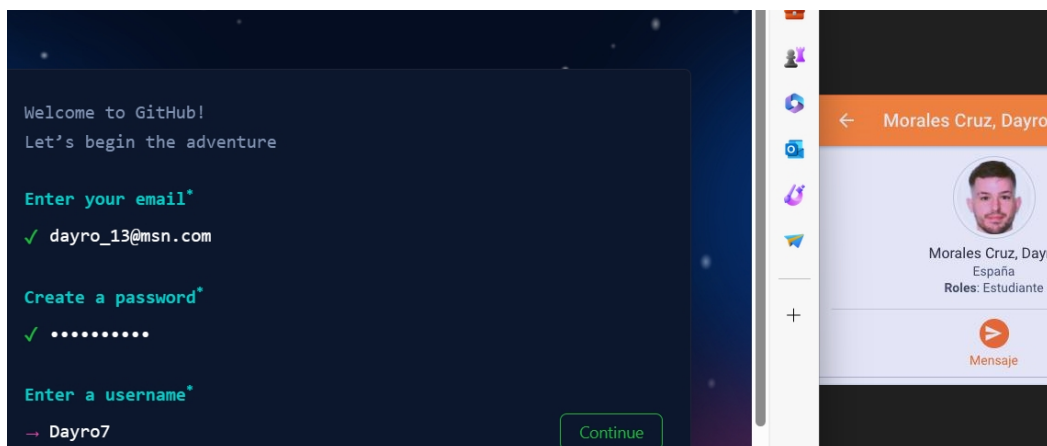 Welcome to GitHub!
Let’s begin the adventure
Enter your email*
✓ dayro_13@msn.com
Create a password*
✓ ••••••••••
Enter a username*
→ Dayro7
Continue
← Morales Cruz, Dayro
Morales Cruz, Day
España
Roles: Estudiante
Mensaje